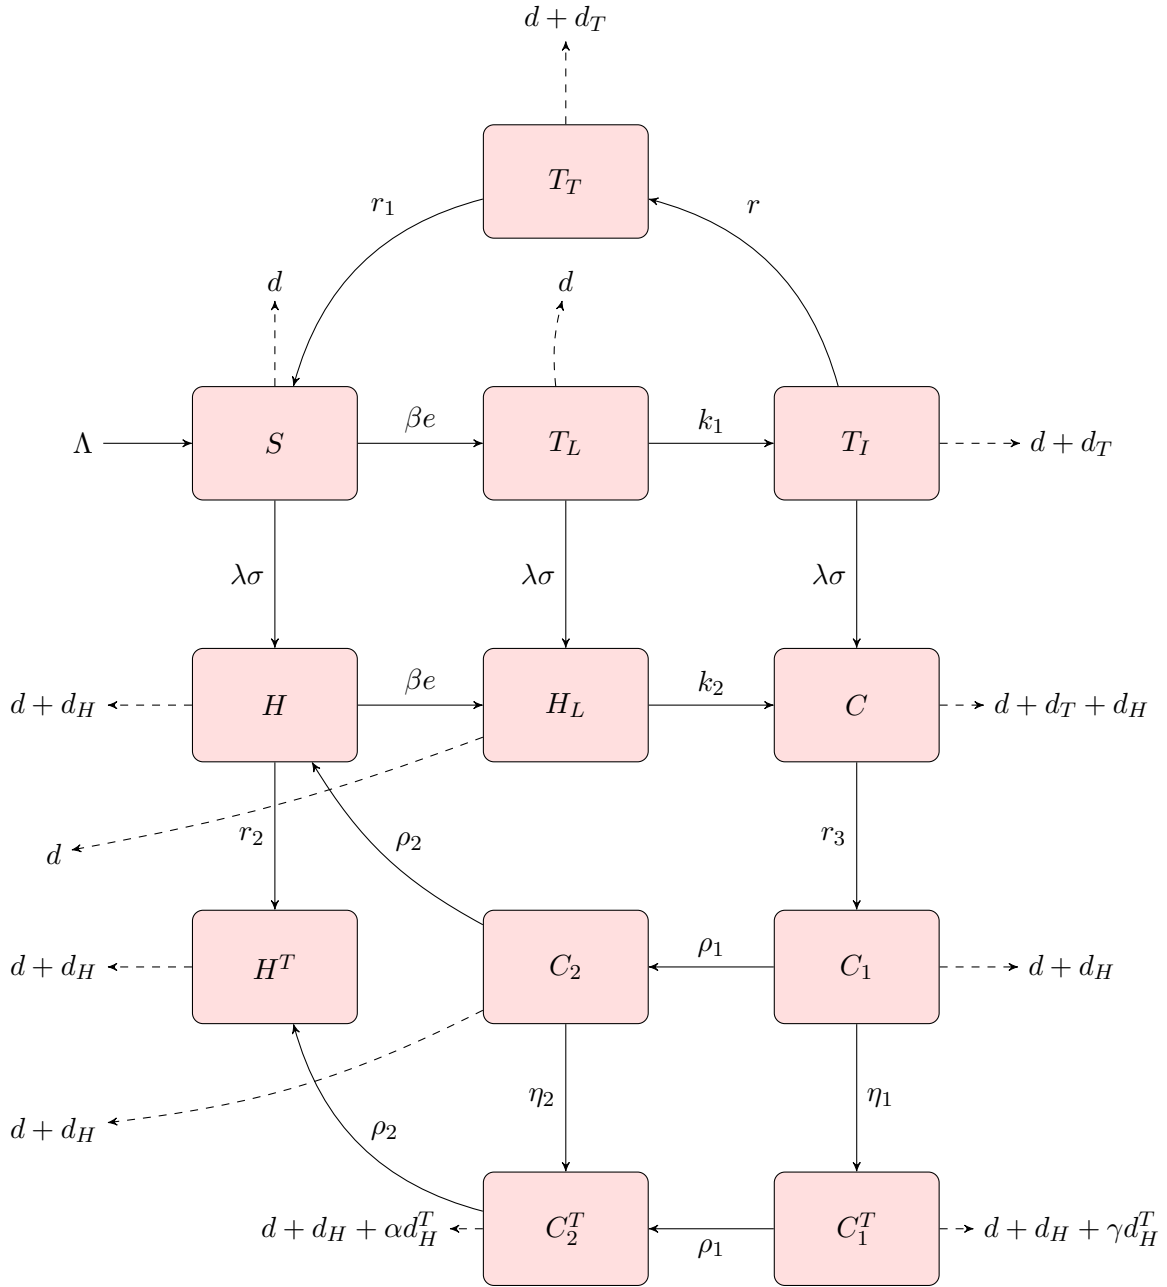 d + d_T
T_T
r_1
r
d
d
Λ
S
βe
T_L
k_1
T_I
d + d_T
λσ
λσ
λσ
d + d_H
H
βe
H_L
k_2
C
d + d_T + d_H
d
r_2
ρ_2
r_3
d + d_H
H^T
C_2
ρ_1
C_1
d + d_H
d + d_H
ρ_2
η_2
η_1
d + d_H + αd_H^T
C_2^T
ρ_1
C_1^T
d + d_H + γd_H^T